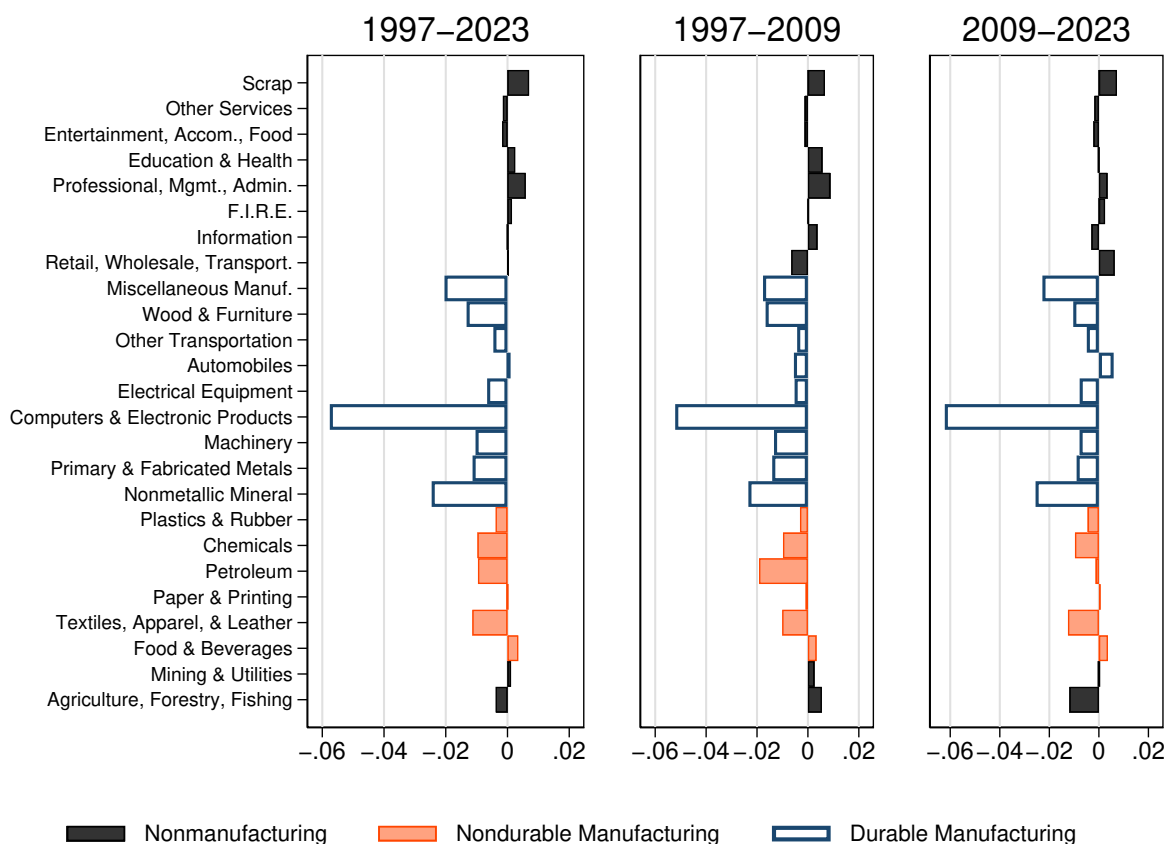 1997−2023
1997−2009
2009−2023
Scrap
Other Services
Entertainment, Accom., Food
Education & Health
Professional, Mgmt., Admin.
F.I.R.E.
Information
Retail, Wholesale, Transport.
Miscellaneous Manuf.
Wood & Furniture
Other Transportation
Automobiles
Electrical Equipment
Computers & Electronic Products
Machinery
Primary & Fabricated Metals
Nonmetallic Mineral
Plastics & Rubber
Chemicals
Petroleum
Paper & Printing
Textiles, Apparel, & Leather
Food & Beverages
Mining & Utilities
Agriculture, Forestry, Fishing
−.06 −.04 −.02 0 .02
−.06 −.04 −.02 0 .02
−.06 −.04 −.02 0 .02
Nonmanufacturing
Nondurable Manufacturing
Durable Manufacturing